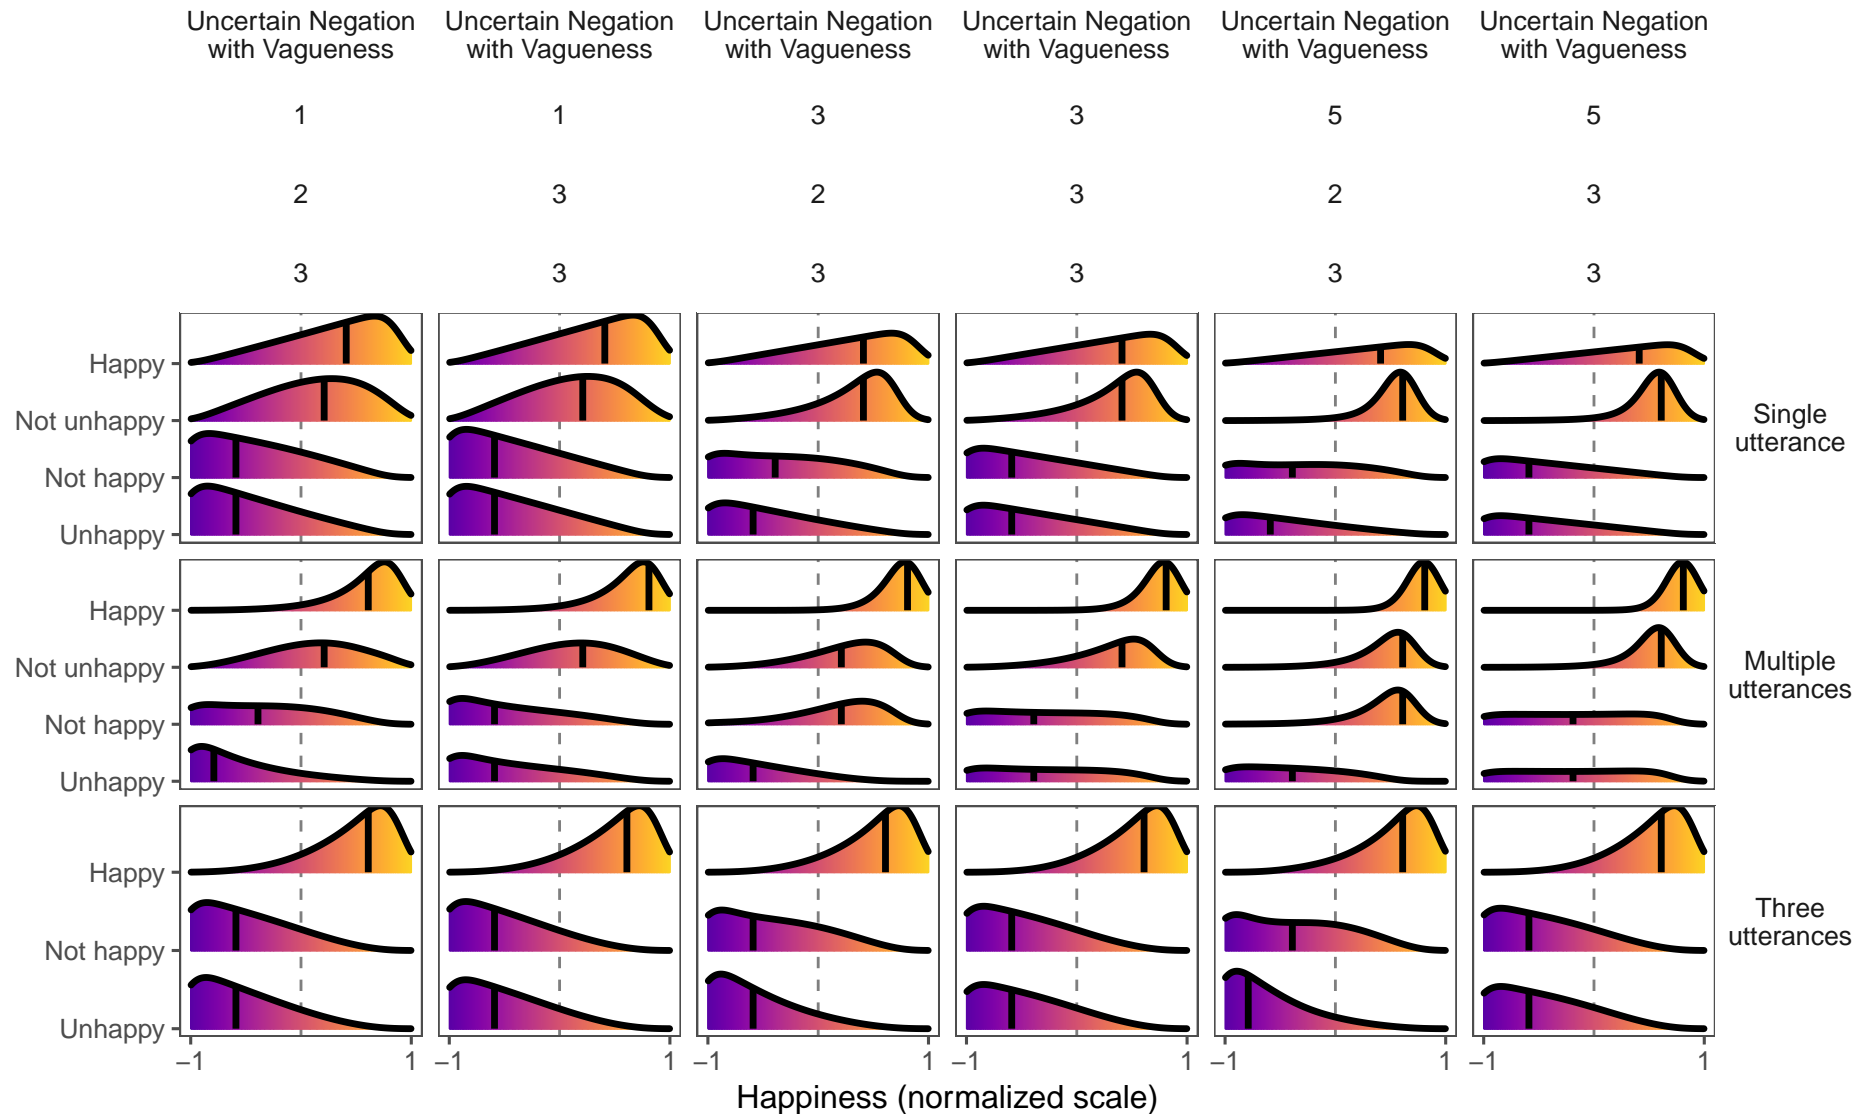 Uncertain Negation Uncertain Negation Uncertain Negation Uncertain Negation Uncertain Negation Uncertain Negation
with Vagueness with Vagueness with Vagueness with Vagueness with Vagueness with Vagueness
1 1 3 3 5 5
2 3 2 3 2 3
3 3 3 3 3 3
Happy
Not unhappy
Not happy
Unhappy
Single
utterance
Happy
Not unhappy
Not happy
Unhappy
Multiple
utterances
Happy
Not happy
Unhappy
Three
utterances
−1 1 −1 1 −1 1 −1 1 −1 1 −1 1
Happiness (normalized scale)